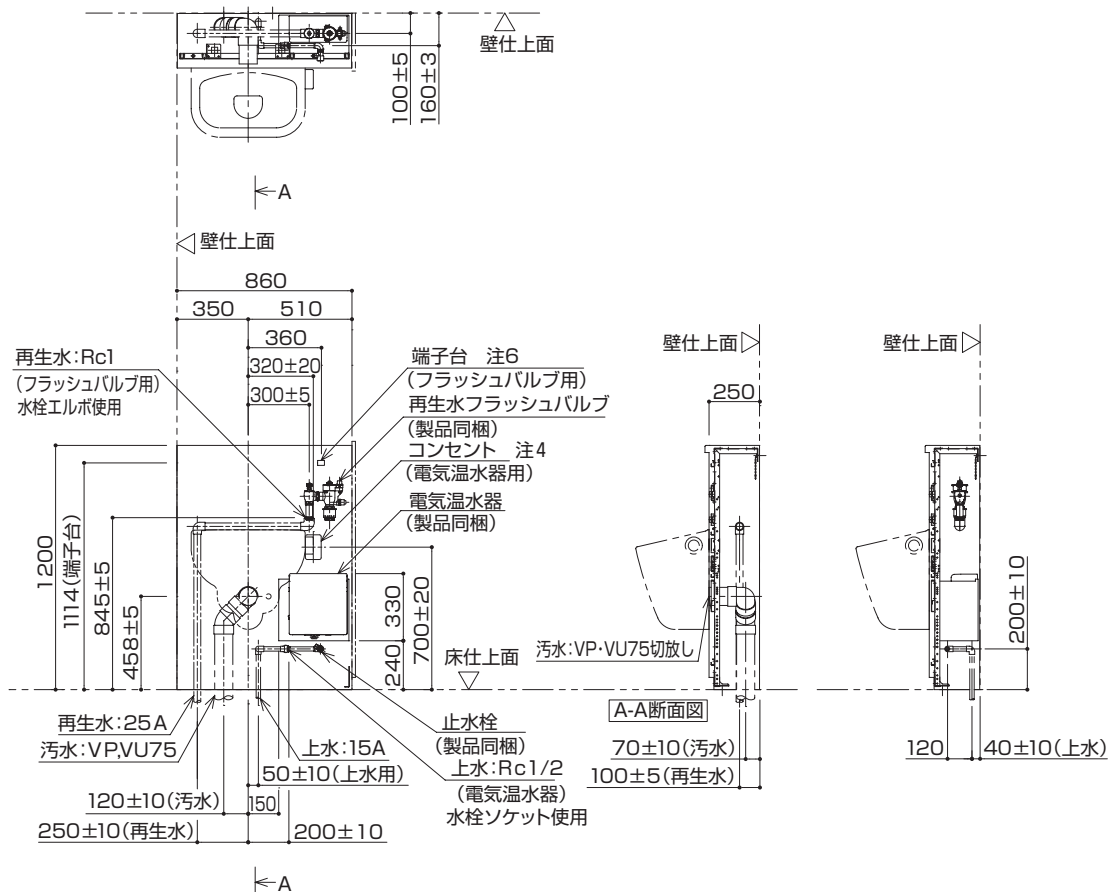 壁仕上面
100±5
160±3
A
壁仕上面
860
350
510
360
320±20
300±5
再生水:Rc1
(フラッシュバルブ用)
水栓エルボ使用
端子台 注6
(フラッシュバルブ用)
再生水フラッシュバルブ
(製品同梱)
コンセント 注4
(電気温水器用)
電気温水器
(製品同梱)
1200
1114(端子台)
845±5
458±5
330
240
700±20
床仕上面
再生水:25A
汚水:VP,VU75
上水:15A
50±10(上水用)
止水栓
(製品同梱)
上水:Rc1/2
(電気温水器)
水栓ソケット使用
120±10(汚水)
150
250±10(再生水)
200±10
A
壁仕上面
250
汚水:VP・VU75切放し
A-A断面図
70±10(汚水)
100±5(再生水)
壁仕上面
200±10
120
40±10(上水)